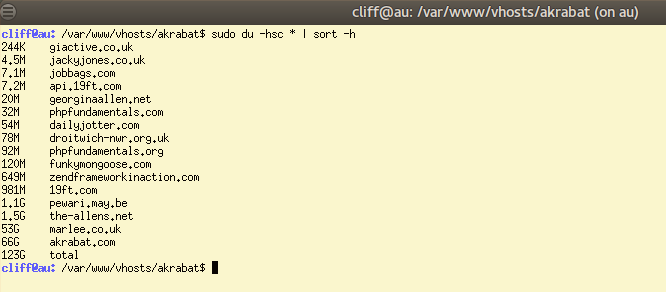 cliff@au: /var/www/vhosts/akrabat (on au)
cliff@au: /var/www/vhosts/akrabat$ sudo du -hsc * | sort -h
244K    giactive.co.uk
4.5M    jackyjones.co.uk
7.1M    jobbags.com
7.2M    api.19ft.com
20M     georginaallen.net
32M     phpfundamentals.com
54M     dailyjotter.com
78M     droitwich-nwr.org.uk
92M     phpfundamentals.org
120M    funkymongoose.com
649M    zendframeworkinaction.com
981M    19ft.com
1.1G    pewari.may.be
1.5G    the-allens.net
53G     marlee.co.uk
66G     akrabat.com
123G    total
cliff@au: /var/www/vhosts/akrabat$